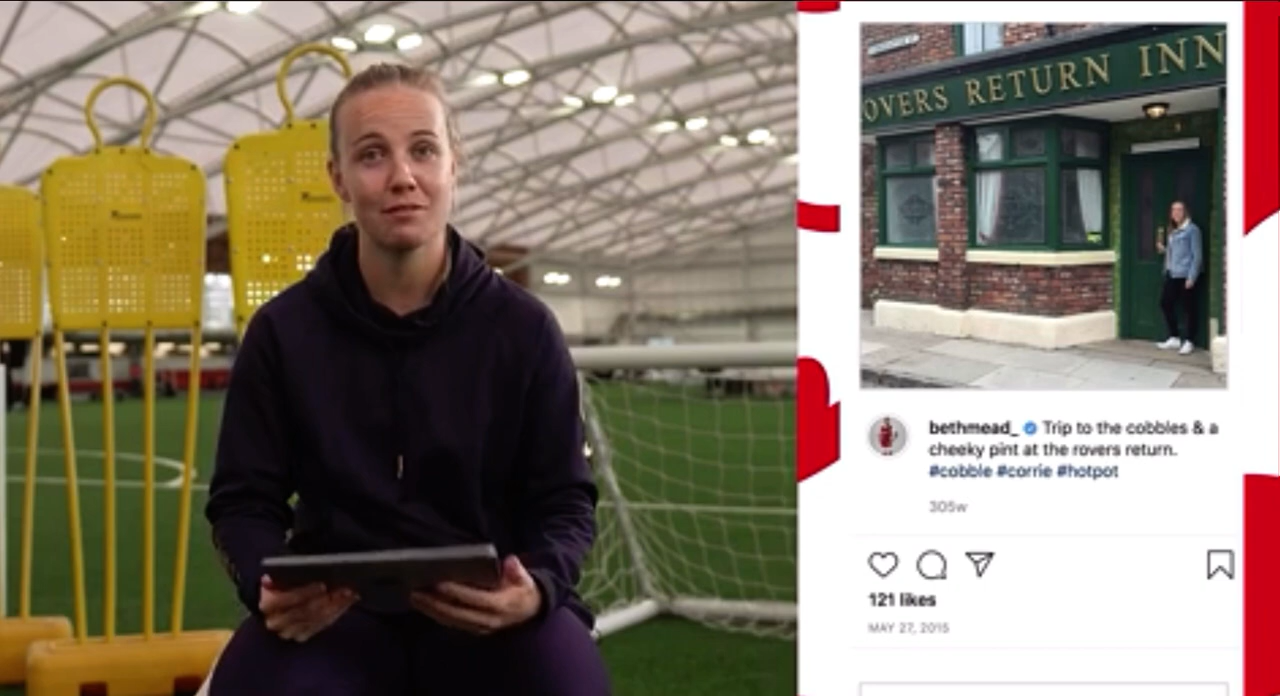 OVERS RETURN INN
bethmead_ Trip to the cobbles & a
cheeky pint at the rovers return.
#cobble #corrie #hotpot
305w
121 likes
MAY 27, 2015